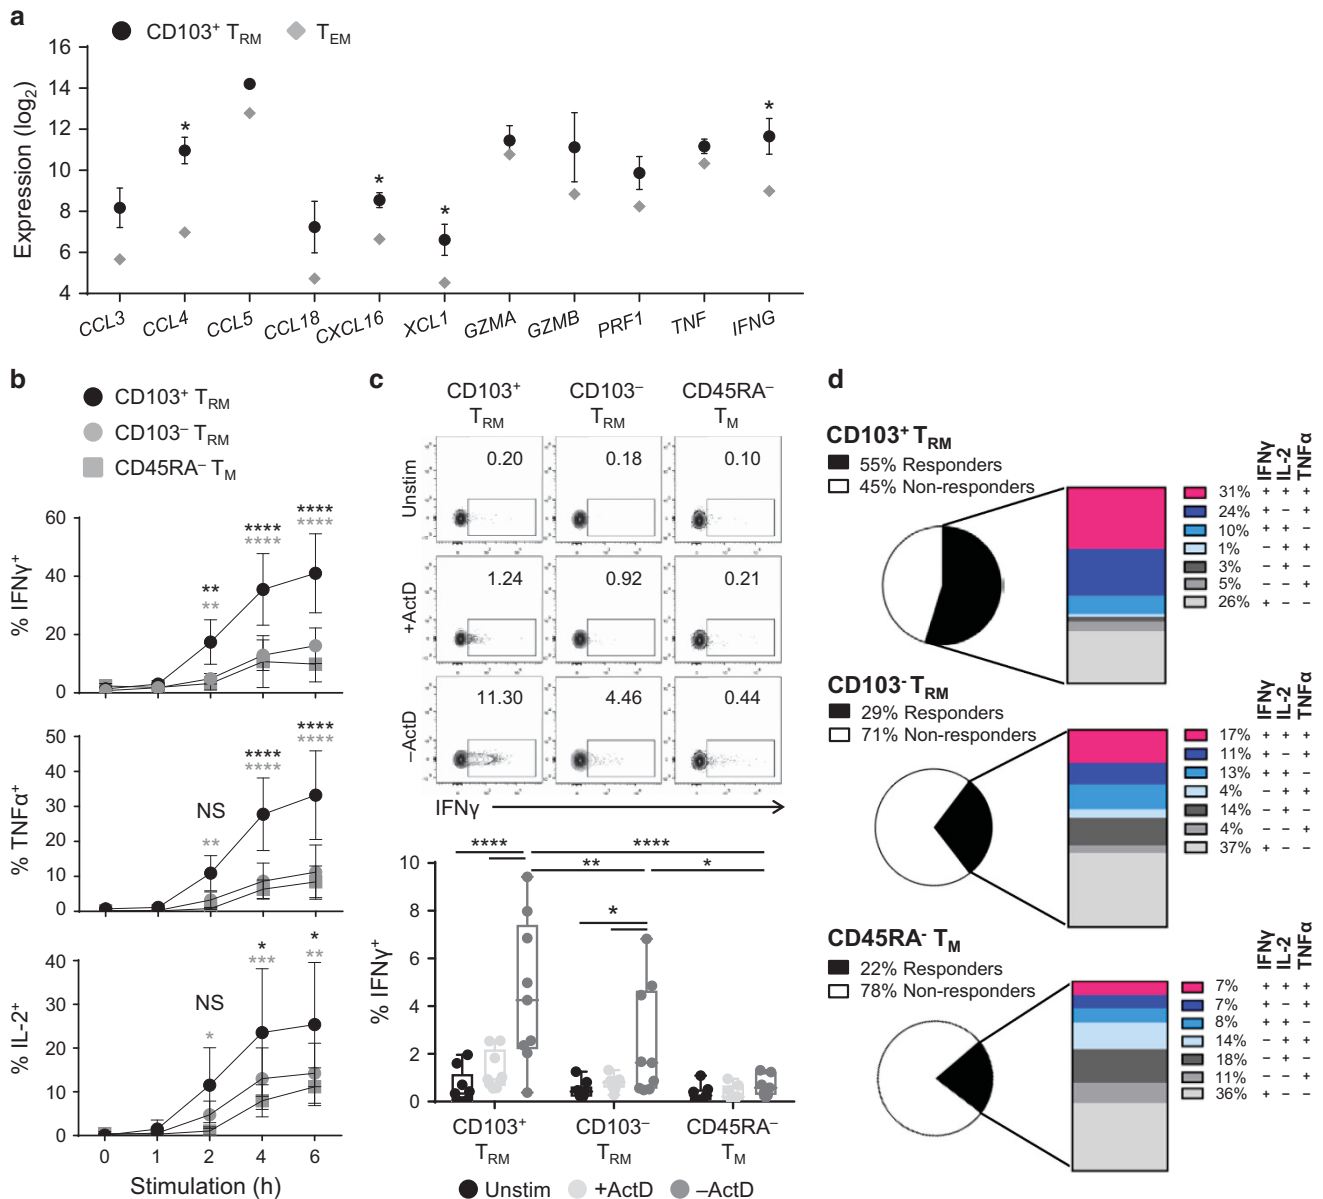 a
CD103+ TRM
TEM
Expression (log2)
16
14
12
10
8
6
4
*
*
*
*
CCL3 CCL4 CCL5 CCL18 CXCL16 XCL1 GZMA GZMB PRF1 TNF IFNG
b
CD103+ TRM
CD103– TRM
CD45RA– TM
% IFNγ+
60
40
20
0
**
**
****
****
****
****
% TNFα+
50
40
30
20
10
0
NS
**
****
****
****
****
% IL-2+
40
30
20
10
0
NS
*
*
***
*
**
0 1 2 4 6
Stimulation (h)
c
CD103+ TRM
CD103– TRM
CD45RA– TM
Unstim
0.20 0.18 0.10
+ActD
1.24 0.92 0.21
–ActD
11.30 4.46 0.44
IFNγ
% IFNγ+
10
8
6
4
2
0
**** ****
** *
*
CD103+ TRM
CD103– TRM
CD45RA– TM
Unstim +ActD –ActD
d
CD103+ TRM
55% Responders
45% Non-responders
IFNγ IL-2 TNFα
31% + + +
24% + – +
10% + + –
1% – + +
3% – + –
5% – – +
26% + – –
CD103- TRM
29% Responders
71% Non-responders
IFNγ IL-2 TNFα
17% + + +
11% + – +
13% + + –
4% – + +
14% – + –
4% – – +
37% + – –
CD45RA- TM
22% Responders
78% Non-responders
IFNγ IL-2 TNFα
7% + + +
7% + – +
8% + + –
14% – + +
18% – + –
11% – – +
36% + – –